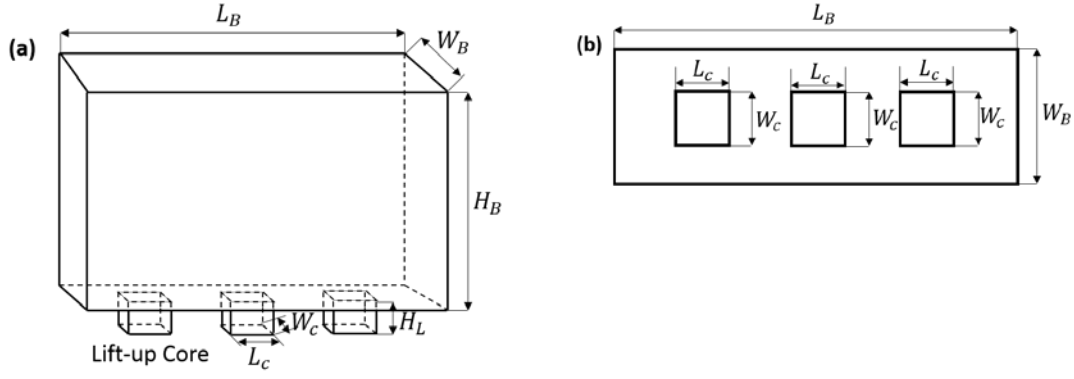 (a)
L_B
W_B
H_B
H_L
W_c
L_c
Lift-up Core
(b)
L_B
L_c
L_c
L_c
W_c
W_c
W_c
W_B